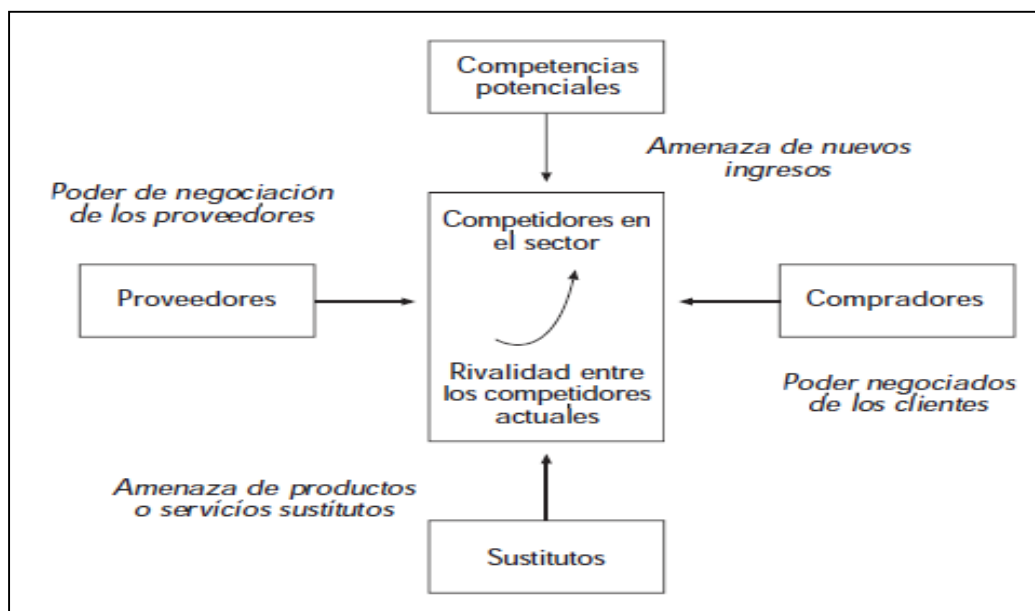 Competencias
potenciales
Amenaza de nuevos
ingresos
Poder de negociación
de los proveedores
Competidores en
el sector
Proveedores
Compradores
Rivalidad entre
los competidores
actuales
Poder negociados
de los clientes
Amenaza de productos
o servicios sustitutos
Sustitutos